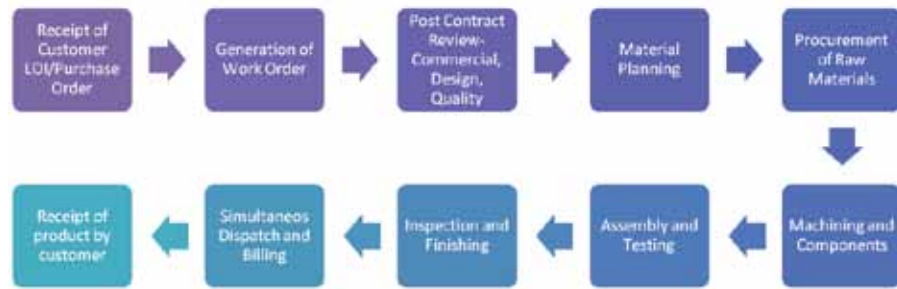 Receipt of
Customer
LOI/Purchase
Order
Generation of
Work Order
Post Contract
Review-
Commercial,
Design,
Quality
Material
Planning
Procurement
of Raw
Materials
Machining and
Components
Assembly and
Testing
Inspection and
Finishing
Simultaneos
Dispatch and
Billing
Receipt of
product by
customer